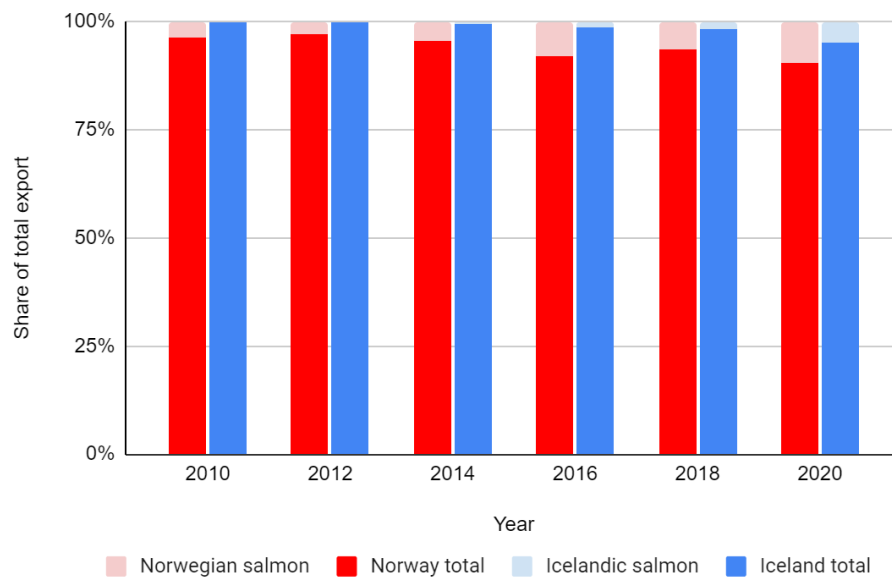 100%
75%
50%
25%
0%
Share of total export
2010 2012 2014 2016 2018 2020
Year
Norwegian salmon Norway total Icelandic salmon Iceland total